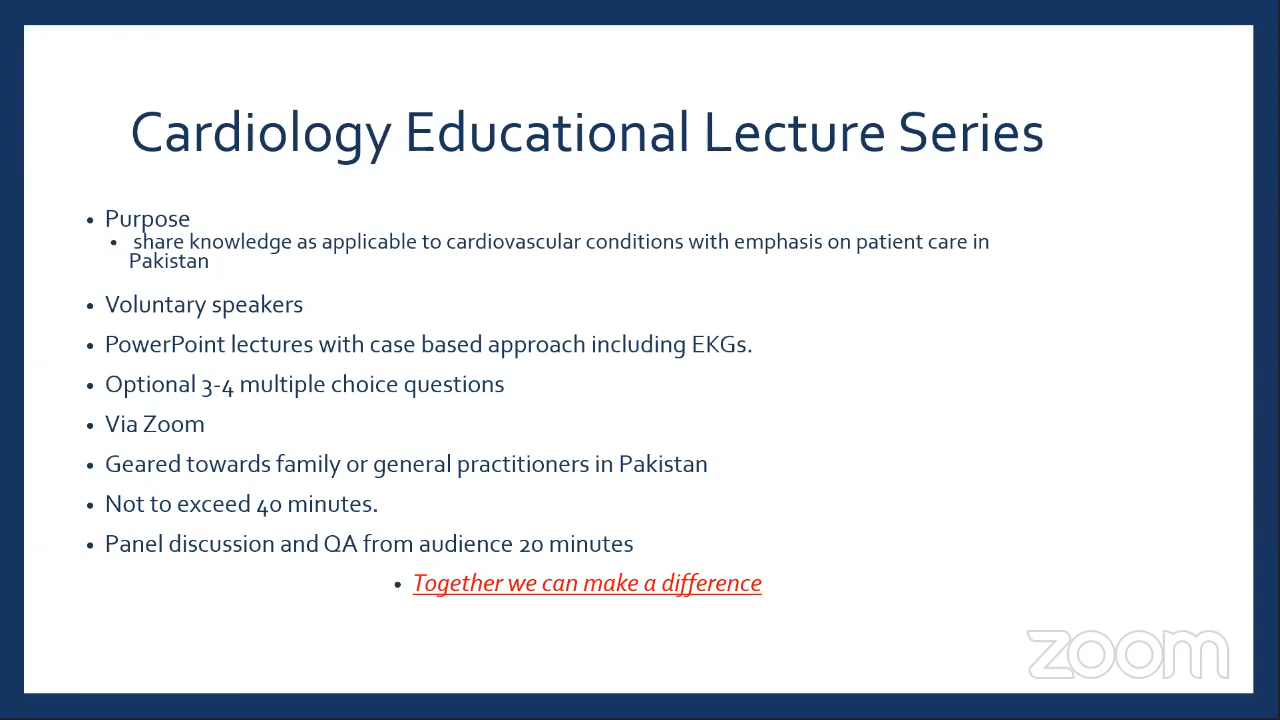 Cardiology Educational Lecture Series
• Purpose
• share knowledge as applicable to cardiovascular conditions with emphasis on patient care in
Pakistan
• Voluntary speakers
• PowerPoint lectures with case based approach including EKGs.
• Optional 3-4 multiple choice questions
• Via Zoom
• Geared towards family or general practitioners in Pakistan
• Not to exceed 40 minutes.
• Panel discussion and QA from audience 20 minutes
• Together we can make a difference
zoom